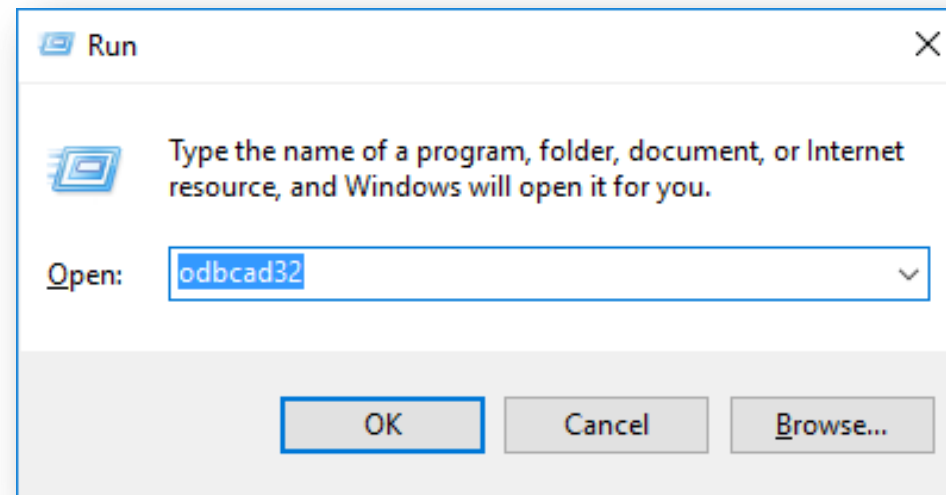 Run
Type the name of a program, folder, document, or Internet
resource, and Windows will open it for you.
Open: odbcad32
OK Cancel Browse...